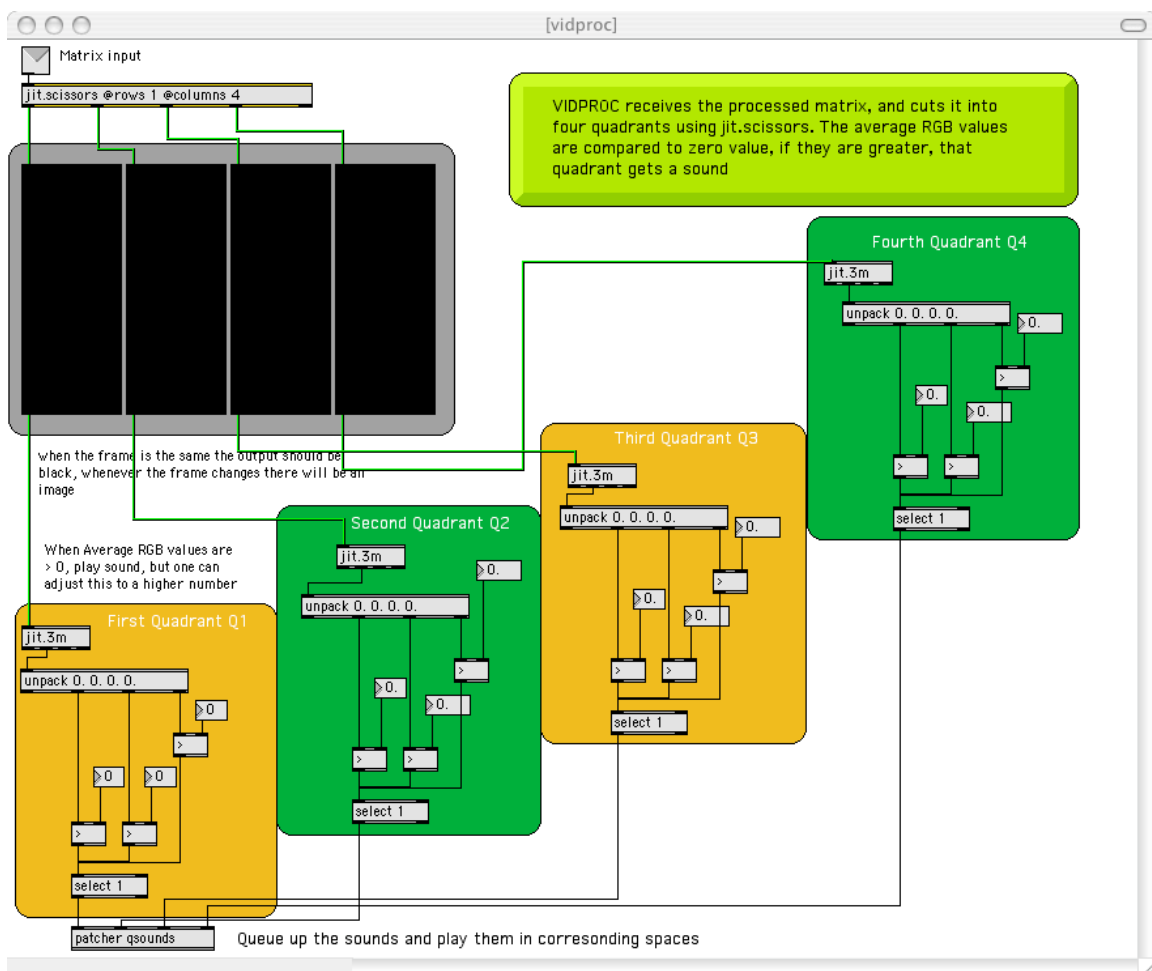 [vidproc]
Matrix input
jit.scissors @rows 1 @columns 4
VIDPROC receives the processed matrix, and cuts it into
four quadrants using jit.scissors. The average RGB values
are compared to zero value, if they are greater, that
quadrant gets a sound
Fourth Quadrant Q4
jit.3m
unpack 0. 0. 0. 0.
0.
>
0.
0.
>
>
select 1
when the frame is the same the output should be
black, whenever the frame changes there will be an
image
Third Quadrant Q3
jit.3m
unpack 0. 0. 0. 0.
0.
>
0.
0.
>
>
select 1
Second Quadrant Q2
jit.3m
unpack 0. 0. 0. 0.
0.
>
0.
0.
>
>
select 1
When Average RGB values are
> 0, play sound, but one can
adjust this to a higher number
First Quadrant Q1
jit.3m
unpack 0. 0. 0. 0.
0
>
0
0
>
>
select 1
patcher qsounds
Queue up the sounds and play them in corresonding spaces